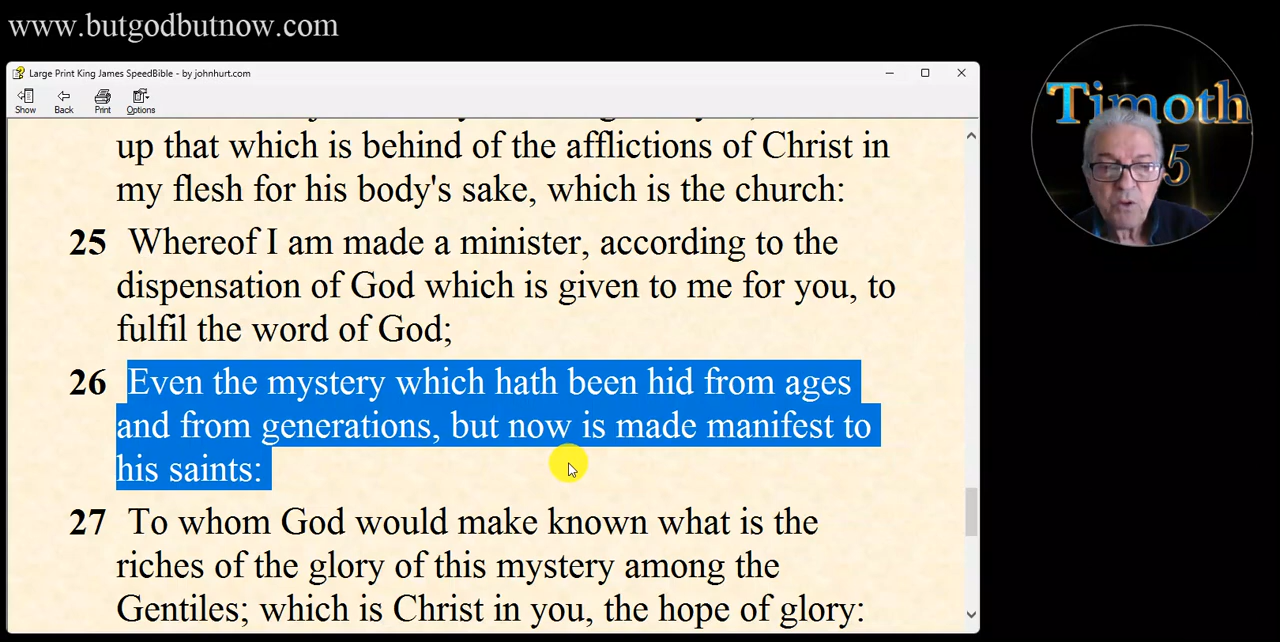 www.butgodbutnow.com
Large Print King James SpeedBible - by johnhurt.com
Show Back Print Options
up that which is behind of the afflictions of Christ in
my flesh for his body's sake, which is the church:
25 Whereof I am made a minister, according to the
dispensation of God which is given to me for you, to
fulfil the word of God;
26 Even the mystery which hath been hid from ages
and from generations, but now is made manifest to
his saints:
27 To whom God would make known what is the
riches of the glory of this mystery among the
Gentiles; which is Christ in you, the hope of glory:
Timoth
5